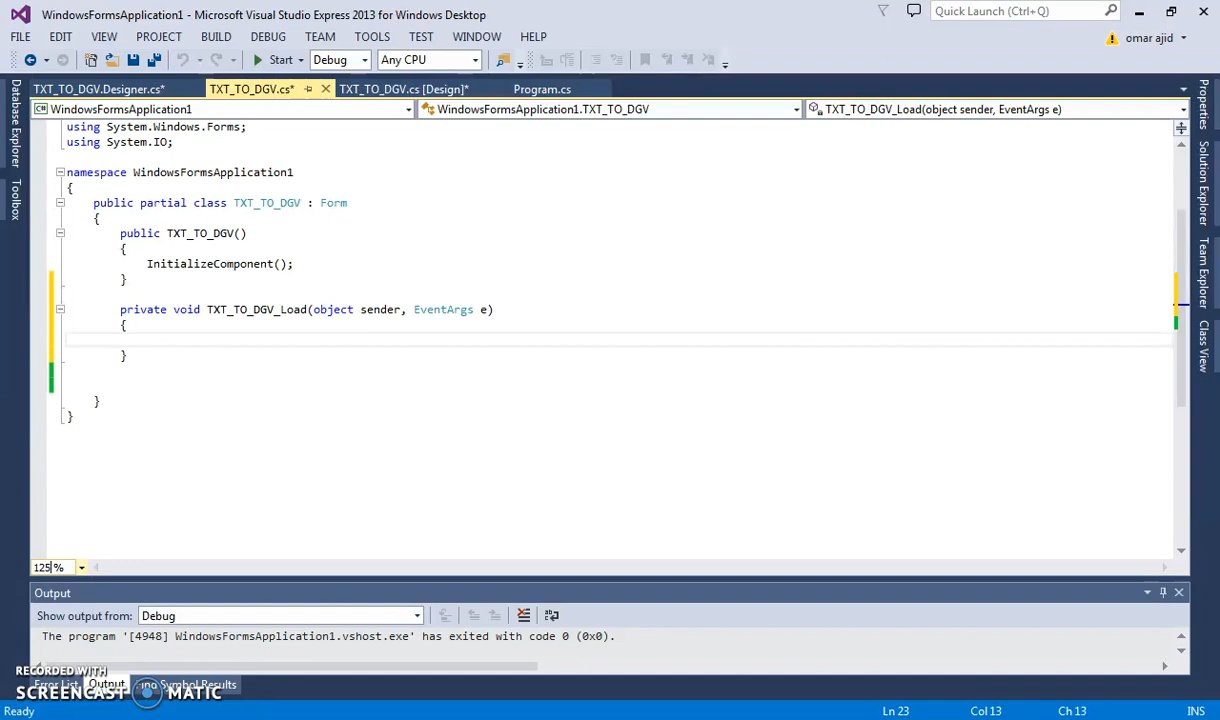 WindowsFormsApplication1 - Microsoft Visual Studio Express 2013 for Windows Desktop
Quick Launch (Ctrl+Q)
FILE EDIT VIEW PROJECT BUILD DEBUG TEAM TOOLS TEST WINDOW HELP
omar ajid
Start Debug Any CPU
TXT_TO_DGV.Designer.cs* TXT_TO_DGV.cs* TXT_TO_DGV.cs [Design]* Program.cs
WindowsFormsApplication1 WindowsFormsApplication1.TXT_TO_DGV TXT_TO_DGV_Load(object sender, EventArgs e)
Database Explorer
Toolbox
Properties
Solution Explorer
Team Explorer
Class View
using System.Windows.Forms;
using System.IO;
namespace WindowsFormsApplication1
{
public partial class TXT_TO_DGV : Form
{
public TXT_TO_DGV()
{
InitializeComponent();
}
private void TXT_TO_DGV_Load(object sender, EventArgs e)
{
}
}
}
125 %
Output
Show output from: Debug
The program '[4948] WindowsFormsApplication1.vshost.exe' has exited with code 0 (0x0).
RECORDED WITH
Error List Output Find Symbol Results
SCREENCAST MATIC
Ready Ln 23 Col 13 Ch 13 INS